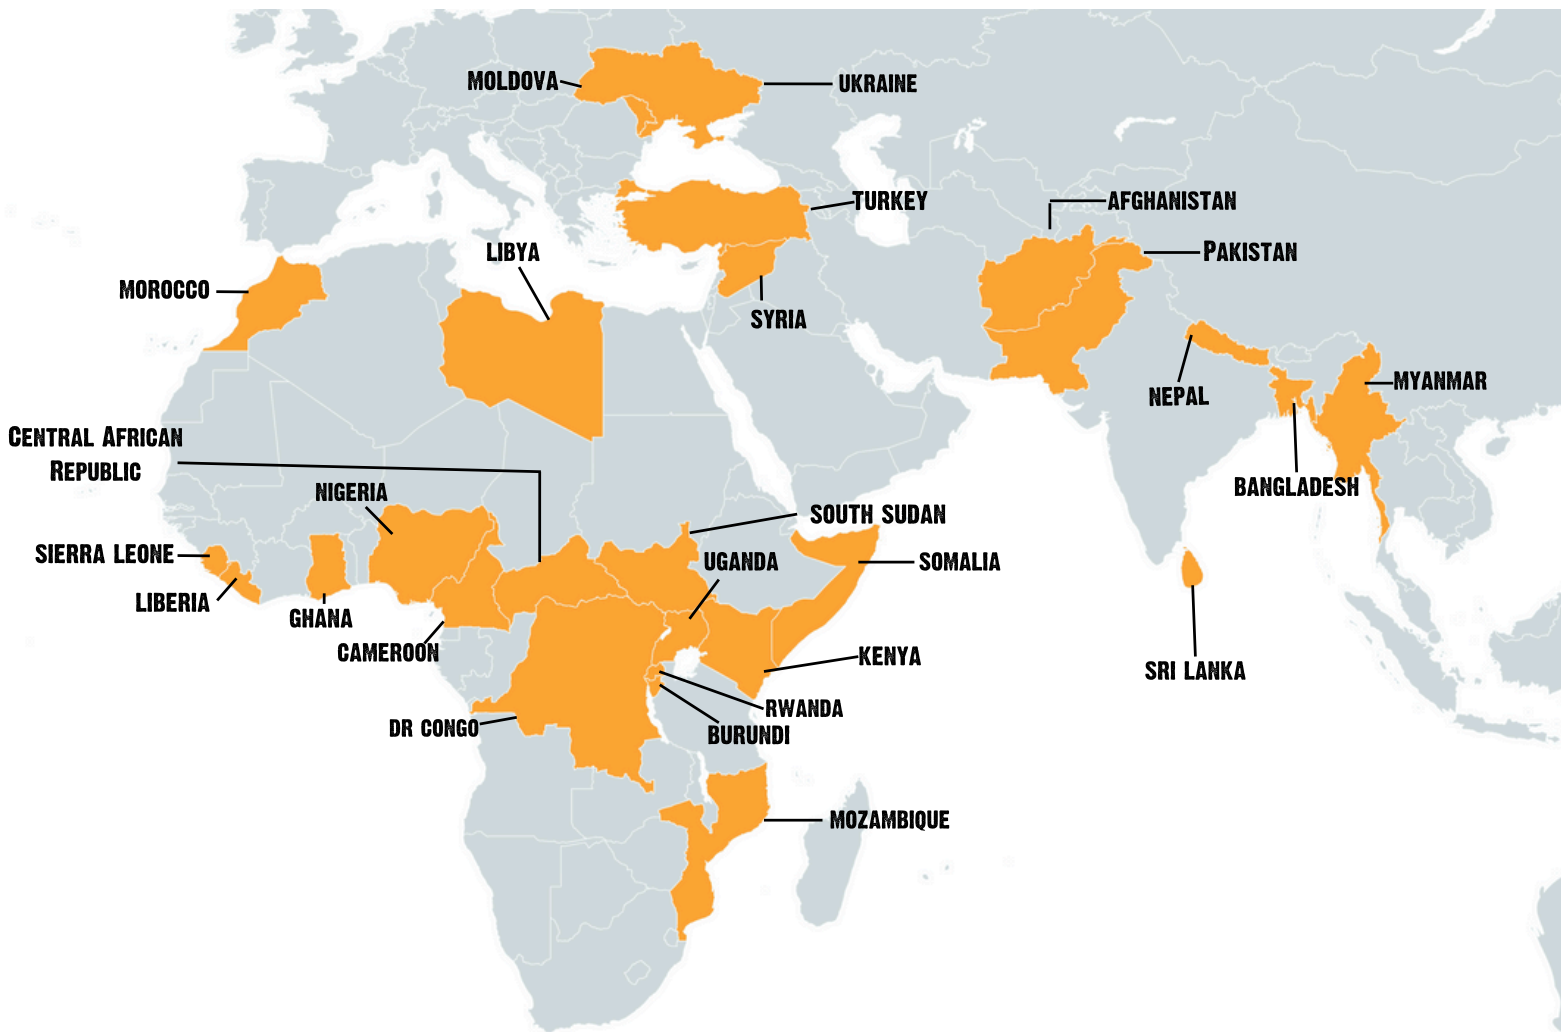 MOLDOVA
UKRAINE
TURKEY
AFGHANISTAN
LIBYA
PAKISTAN
MOROCCO
SYRIA
NEPAL
MYANMAR
CENTRAL AFRICAN
REPUBLIC
NIGERIA
BANGLADESH
SOUTH SUDAN
SIERRA LEONE
UGANDA
SOMALIA
LIBERIA
GHANA
CAMEROON
KENYA
SRI LANKA
RWANDA
DR CONGO
BURUNDI
MOZAMBIQUE